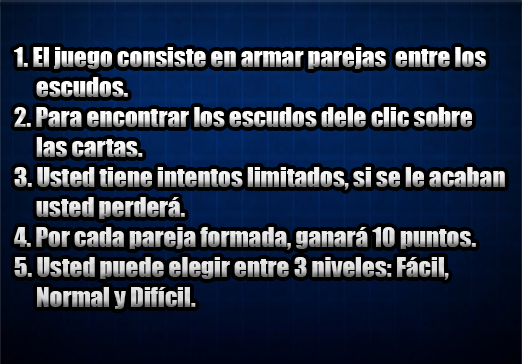 1. El juego consiste en armar parejas entre los
escudos.
2. Para encontrar los escudos dele clic sobre
las cartas.
3. Usted tiene intentos limitados, si se le acaban
usted perderá.
4. Por cada pareja formada, ganará 10 puntos.
5. Usted puede elegir entre 3 niveles: Fácil,
Normal y Difícil.